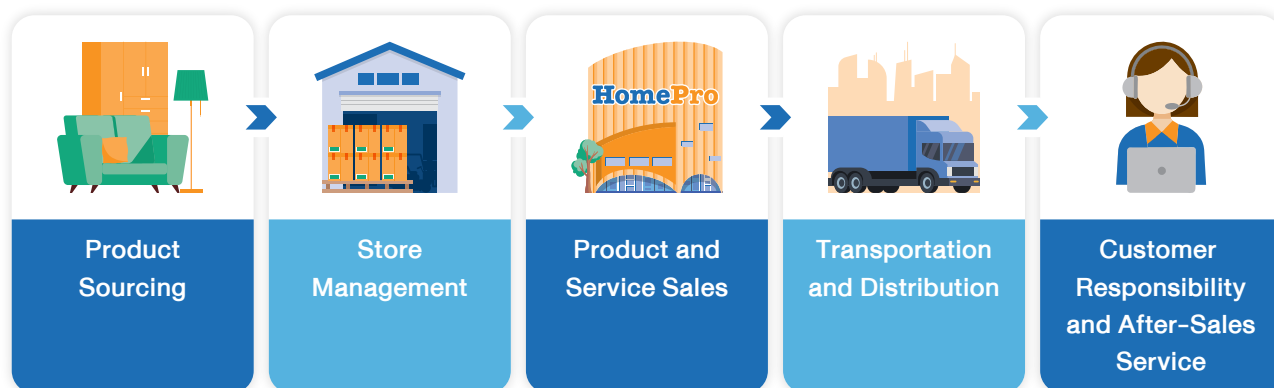 HomePro
Product
Sourcing
Store
Management
Product and
Service Sales
Transportation
and Distribution
Customer
Responsibility
and After-Sales
Service